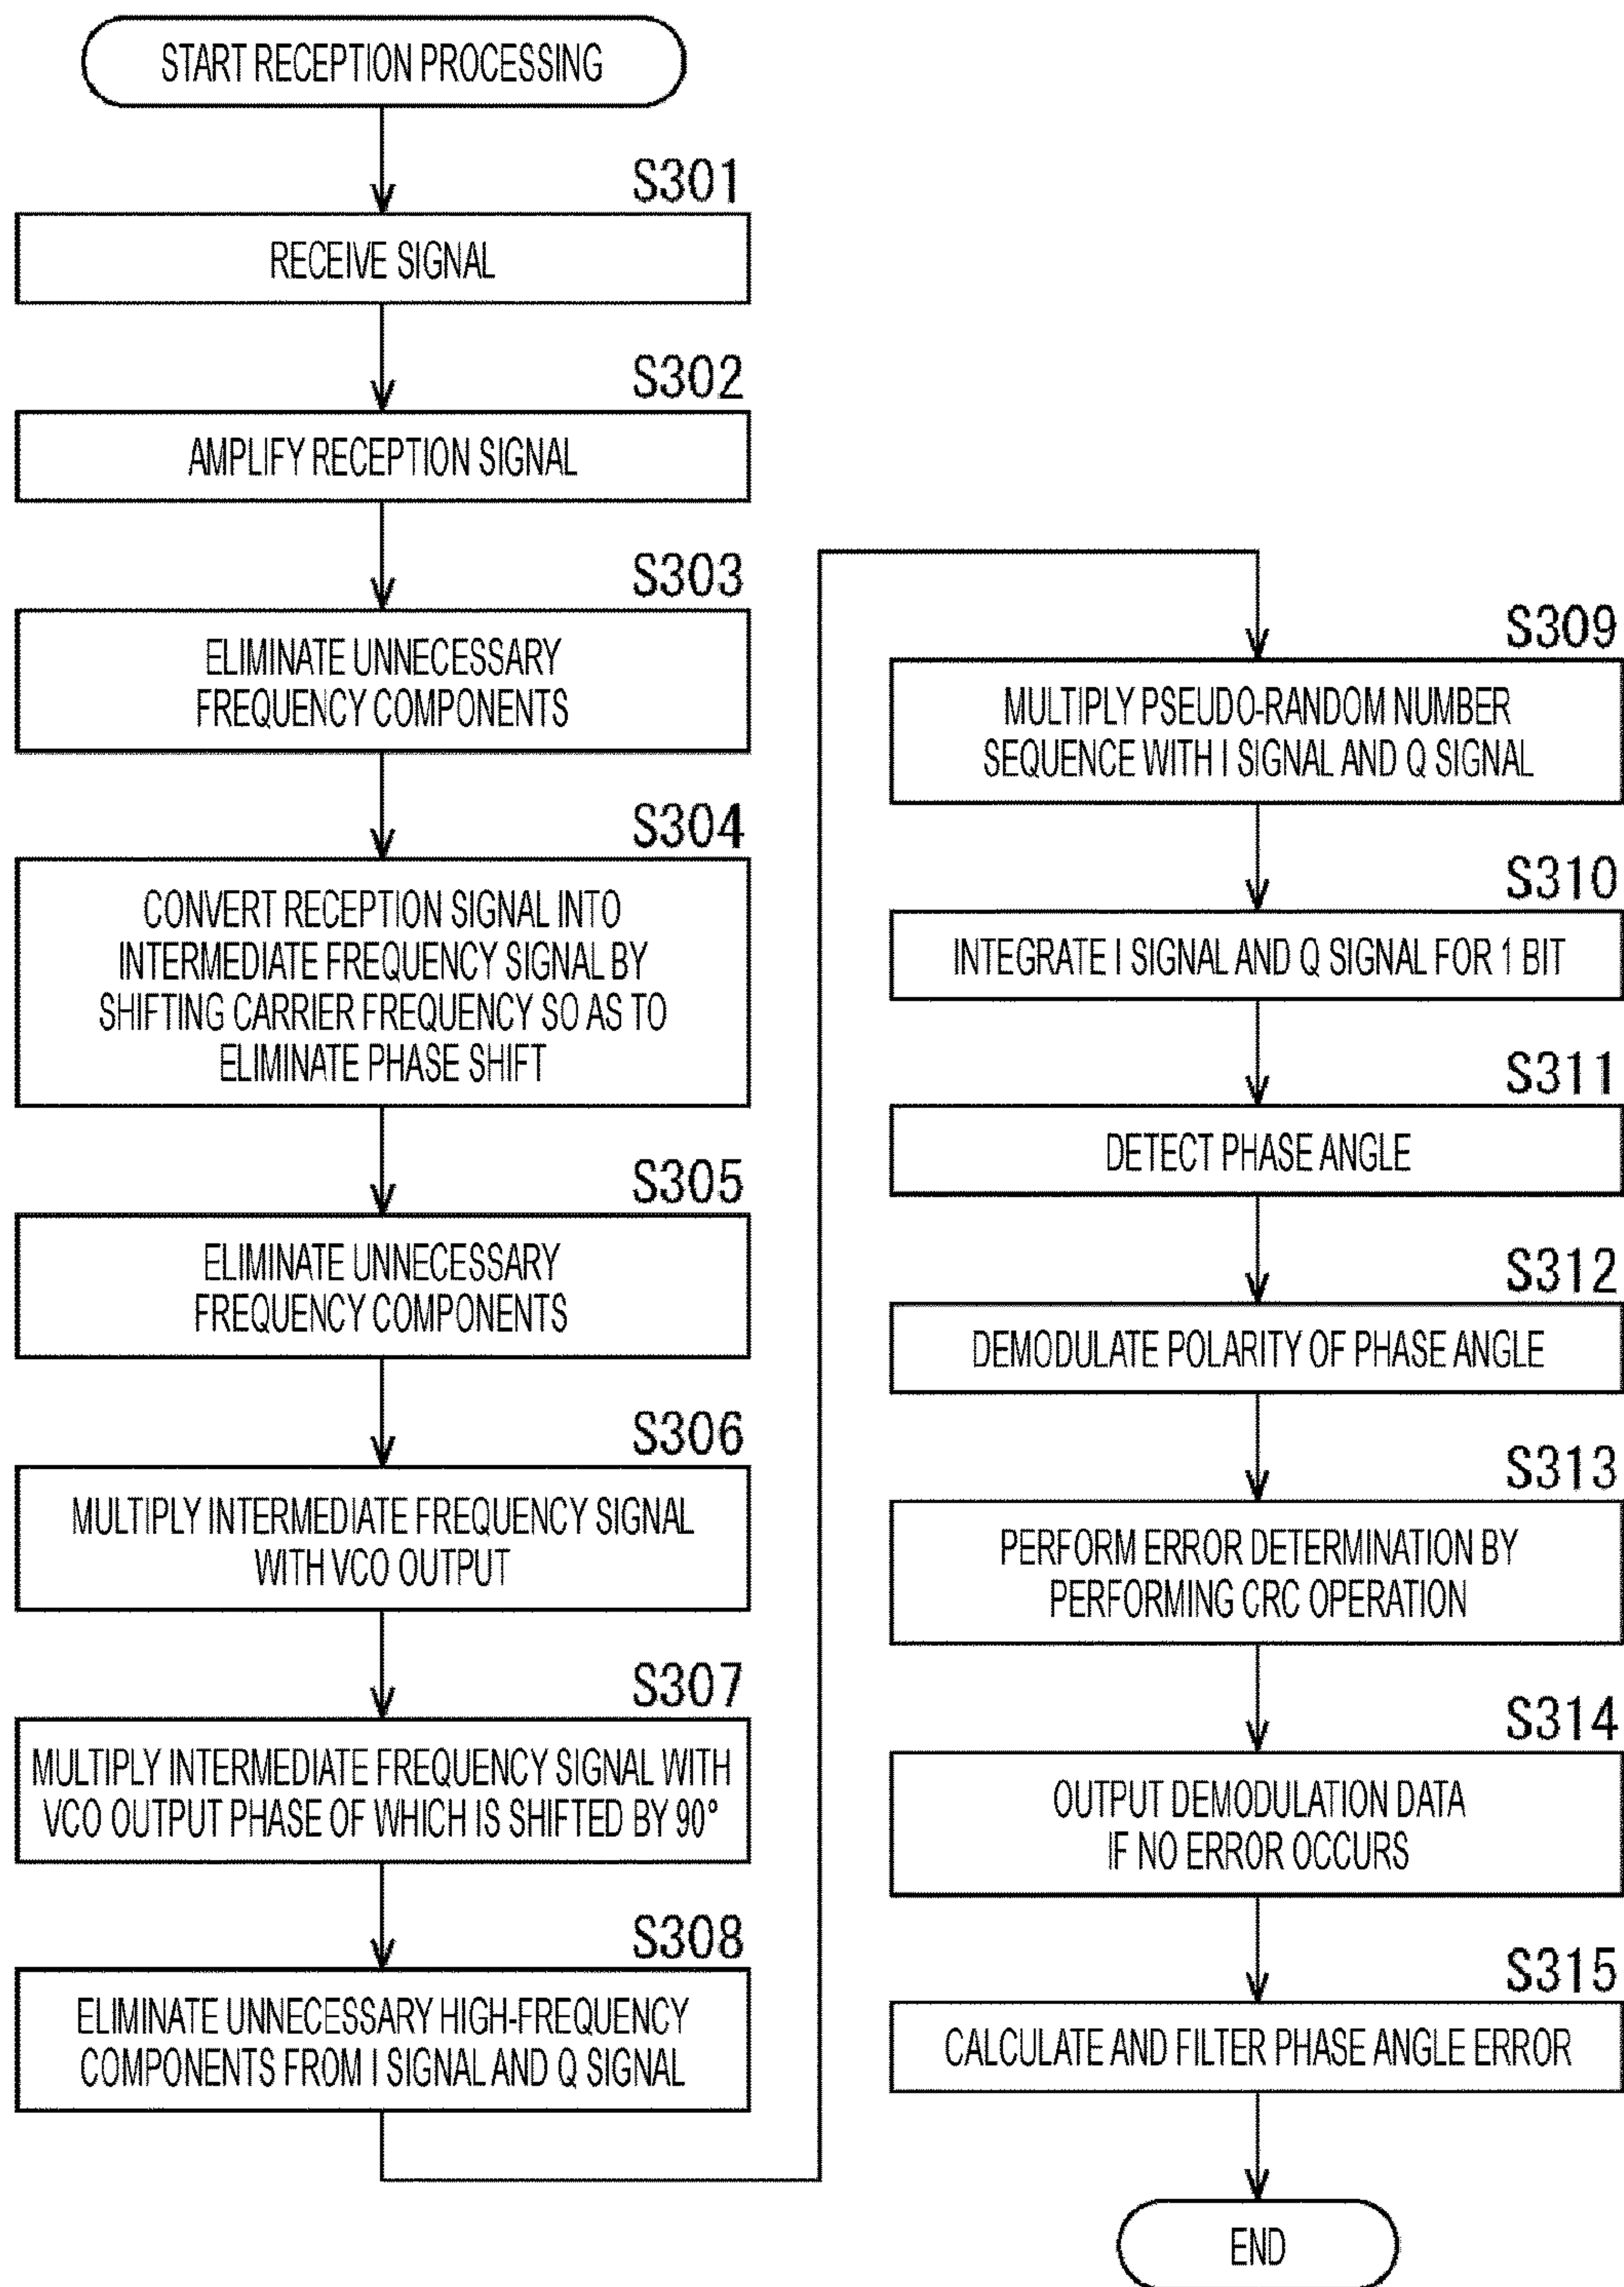 START RECEPTION PROCESSING
S301
RECEIVE SIGNAL
S302
AMPLIFY RECEPTION SIGNAL
S303
ELIMINATE UNNECESSARY
FREQUENCY COMPONENTS
S304
CONVERT RECEPTION SIGNAL INTO
INTERMEDIATE FREQUENCY SIGNAL BY
SHIFTING CARRIER FREQUENCY SO AS TO
ELIMINATE PHASE SHIFT
S305
ELIMINATE UNNECESSARY
FREQUENCY COMPONENTS
S306
MULTIPLY INTERMEDIATE FREQUENCY SIGNAL
WITH VCO OUTPUT
S307
MULTIPLY INTERMEDIATE FREQUENCY SIGNAL WITH
VCO OUTPUT PHASE OF WHICH IS SHIFTED BY 90°
S308
ELIMINATE UNNECESSARY HIGH-FREQUENCY
COMPONENTS FROM I SIGNAL AND Q SIGNAL
S309
MULTIPLY PSEUDO-RANDOM NUMBER
SEQUENCE WITH I SIGNAL AND Q SIGNAL
S310
INTEGRATE I SIGNAL AND Q SIGNAL FOR 1 BIT
S311
DETECT PHASE ANGLE
S312
DEMODULATE POLARITY OF PHASE ANGLE
S313
PERFORM ERROR DETERMINATION BY
PERFORMING CRC OPERATION
S314
OUTPUT DEMODULATION DATA
IF NO ERROR OCCURS
S315
CALCULATE AND FILTER PHASE ANGLE ERROR
END